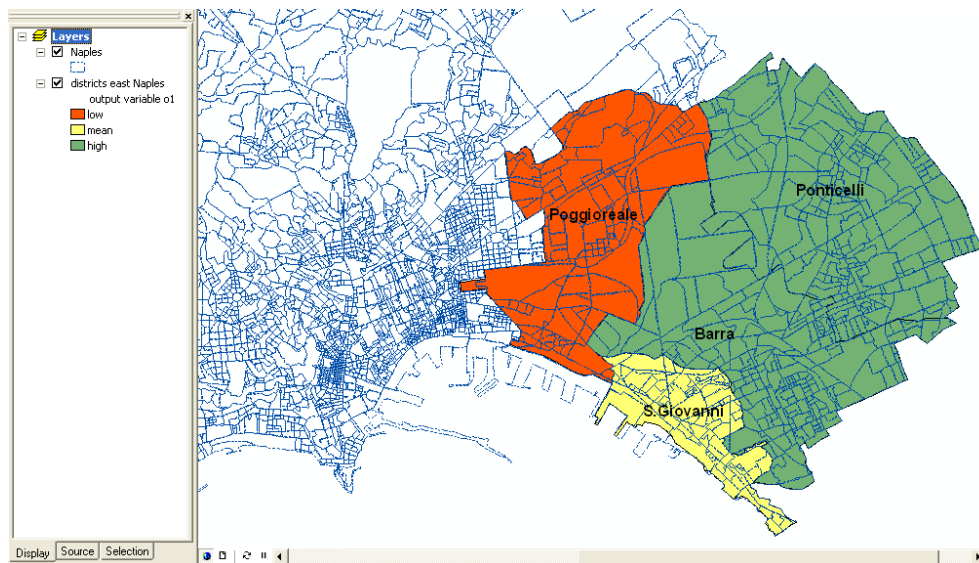 Layers
Naples
districts east Naples
output variable o1
low
mean
high
Display Source Selection
Poggioreale
Ponticelli
Barra
S.Giovanni